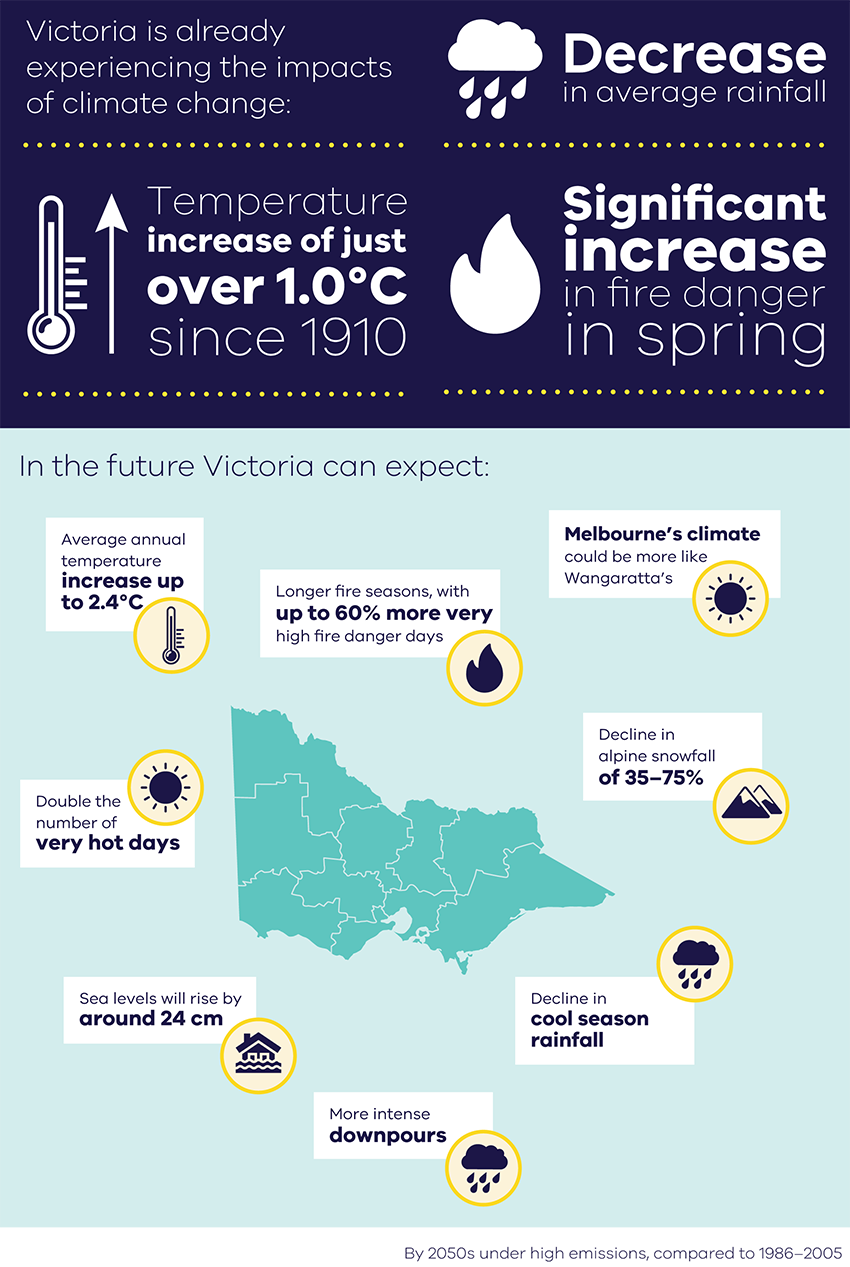 Victoria is already
experiencing the impacts
of climate change:
Decrease
in average rainfall
Temperature
increase of just
over 1.0°C
since 1910
Significant
increase
in fire danger
in spring
In the future Victoria can expect:
Average annual
temperature
increase up
to 2.4°C
Longer fire seasons, with
up to 60% more very
high fire danger days
Melbourne’s climate
could be more like
Wangaratta’s
Decline in
alpine snowfall
of 35–75%
Double the
number of
very hot days
Sea levels will rise by
around 24 cm
Decline in
cool season
rainfall
More intense
downpours
By 2050s under high emissions, compared to 1986–2005